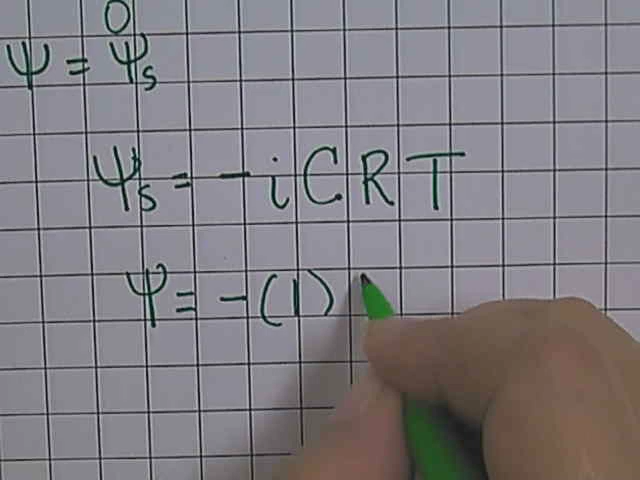 0
Ψ = Ψs
Ψs = -iCRT
Ψ = -(1)